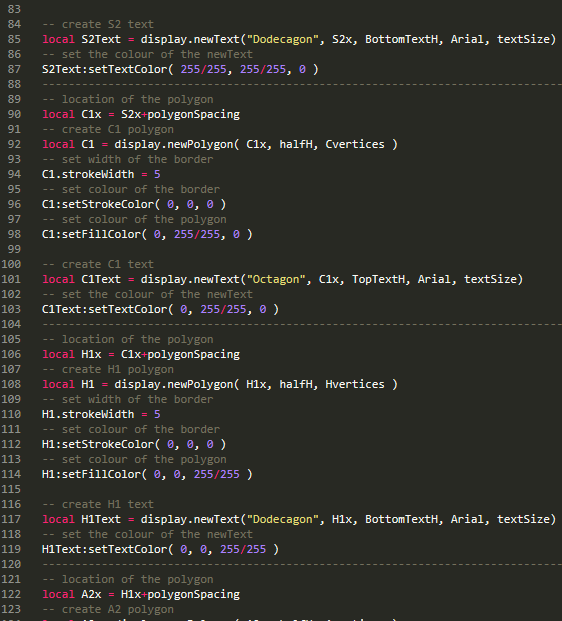 83
84 -- create S2 text
85 local S2Text = display.newText("Dodecagon", S2x, BottomTextH, Arial, textSize)
86 -- set the colour of the newText
87 S2Text:setTextColor( 255/255, 255/255, 0 )
88 --------------------------------------------------------------------------------
89 -- location of the polygon
90 local C1x = S2x+polygonSpacing
91 -- create C1 polygon
92 local C1 = display.newPolygon( C1x, halfH, Cvertices )
93 -- set width of the border
94 C1.strokeWidth = 5
95 -- set colour of the border
96 C1:setStrokeColor( 0, 0, 0 )
97 -- set colour of the polygon
98 C1:setFillColor( 0, 255/255, 0 )
99
100 -- create C1 text
101 local C1Text = display.newText("Octagon", C1x, TopTextH, Arial, textSize)
102 -- set the colour of the newText
103 C1Text:setTextColor( 0, 255/255, 0 )
104 --------------------------------------------------------------------------------
105 -- location of the polygon
106 local H1x = C1x+polygonSpacing
107 -- create H1 polygon
108 local H1 = display.newPolygon( H1x, halfH, Hvertices )
109 -- set width of the border
110 H1.strokeWidth = 5
111 -- set colour of the border
112 H1:setStrokeColor( 0, 0, 0 )
113 -- set colour of the polygon
114 H1:setFillColor( 0, 0, 255/255 )
115
116 -- create H1 text
117 local H1Text = display.newText("Dodecagon", H1x, BottomTextH, Arial, textSize)
118 -- set the colour of the newText
119 H1Text:setTextColor( 0, 0, 255/255 )
120 --------------------------------------------------------------------------------
121 -- location of the polygon
122 local A2x = H1x+polygonSpacing
123 -- create A2 polygon